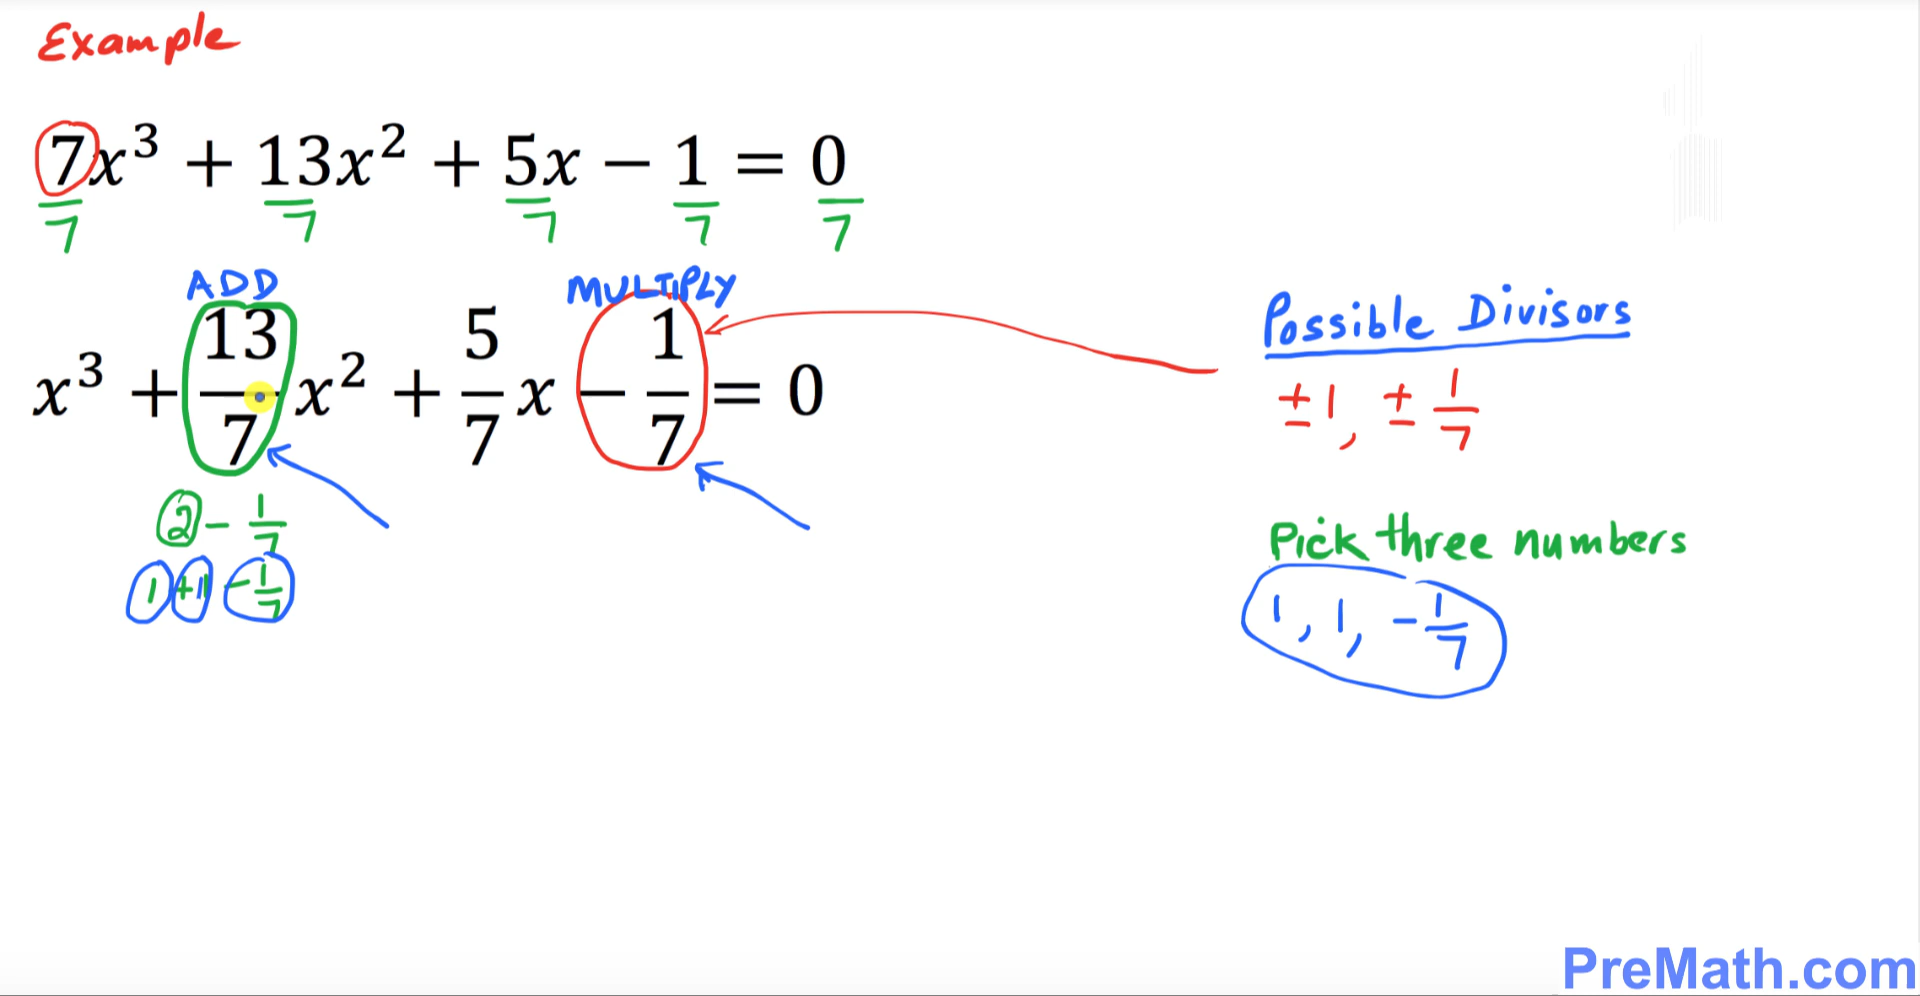 Example
7x³ + 13x² + 5x − 1 = 0
7 7 7 7 7
ADD MULTIPLY
x³ + 13/7 x² + 5/7 x − 1/7 = 0
2 − 1/7
1 +1 − 1/7
Possible Divisors
±1, ± 1/7
Pick three numbers
1, 1, − 1/7
PreMath.com